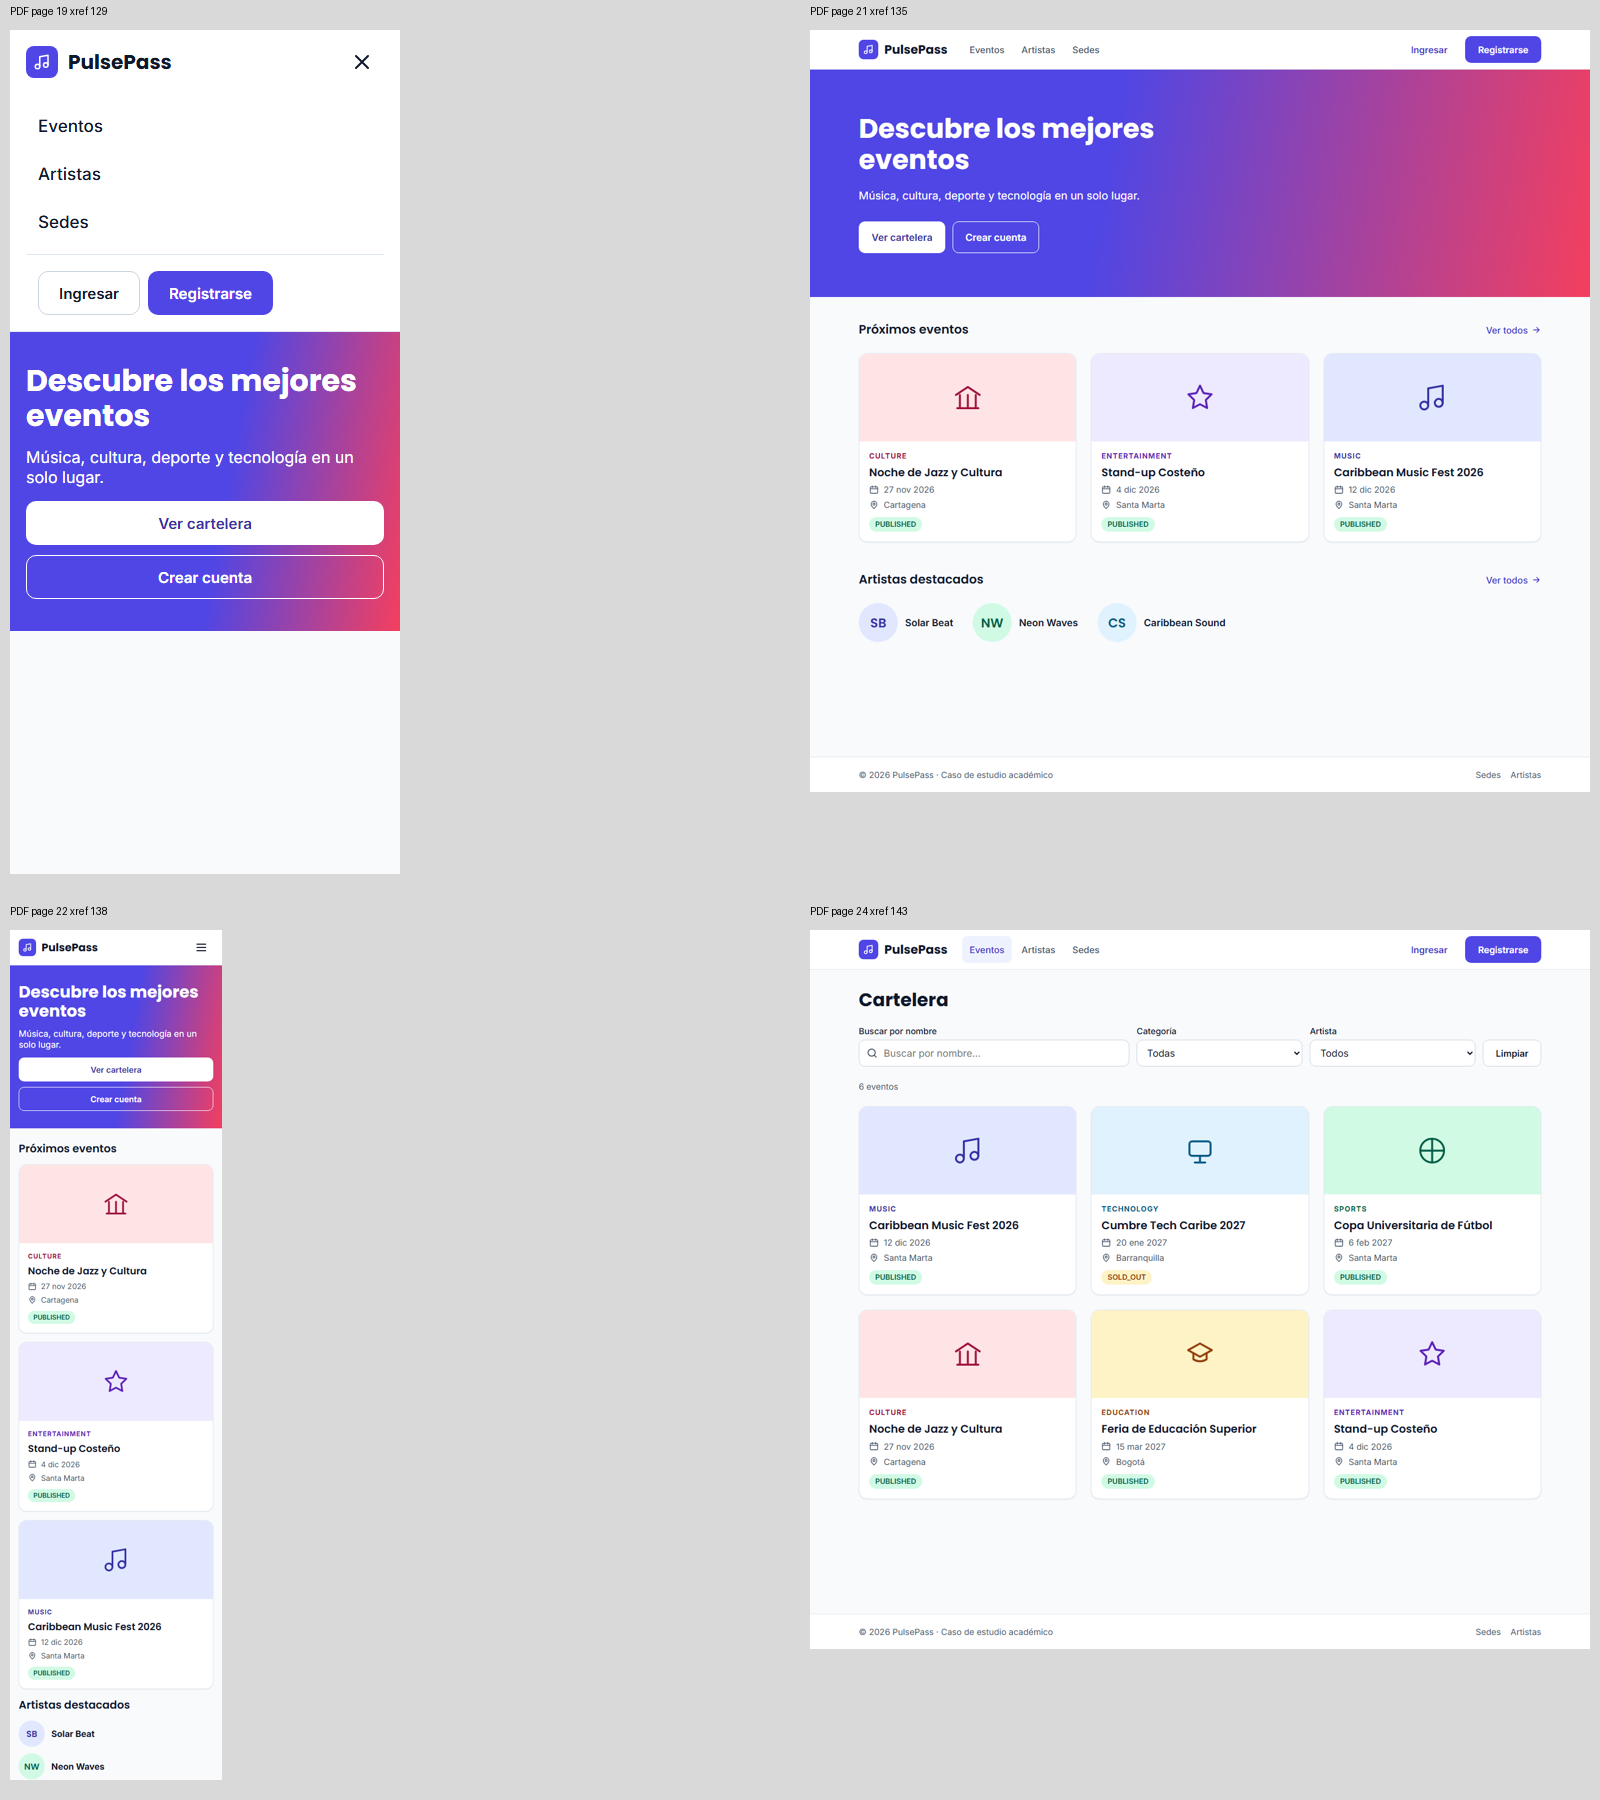 PDF page 19 xref 129
PulsePass
Eventos
Artistas
Sedes
Ingresar
Registrarse
Descubre los mejores
eventos
Música, cultura, deporte y tecnología en un
solo lugar.
Ver cartelera
Crear cuenta
PDF page 21 xref 135
PulsePass Eventos Artistas Sedes Ingresar Registrarse
Descubre los mejores
eventos
Música, cultura, deporte y tecnología en un solo lugar.
Ver cartelera Crear cuenta
Próximos eventos Ver todos →
CULTURE
Noche de Jazz y Cultura
27 nov 2026
Cartagena
PUBLISHED
ENTERTAINMENT
Stand-up Costeño
4 dic 2026
Santa Marta
PUBLISHED
MUSIC
Caribbean Music Fest 2026
12 dic 2026
Santa Marta
PUBLISHED
Artistas destacados Ver todos →
SB Solar Beat NW Neon Waves CS Caribbean Sound
© 2026 PulsePass · Caso de estudio académico Sedes Artistas
PDF page 22 xref 138
PulsePass
Descubre los mejores
eventos
Música, cultura, deporte y tecnología en un
solo lugar.
Ver cartelera
Crear cuenta
Próximos eventos
CULTURE
Noche de Jazz y Cultura
27 nov 2026
Cartagena
PUBLISHED
ENTERTAINMENT
Stand-up Costeño
4 dic 2026
Santa Marta
PUBLISHED
MUSIC
Caribbean Music Fest 2026
12 dic 2026
Santa Marta
PUBLISHED
Artistas destacados
SB Solar Beat
NW Neon Waves
PDF page 24 xref 143
PulsePass Eventos Artistas Sedes Ingresar Registrarse
Cartelera
Buscar por nombre Categoría Artista
Buscar por nombre... Todas Todos Limpiar
6 eventos
MUSIC
Caribbean Music Fest 2026
12 dic 2026
Santa Marta
PUBLISHED
TECHNOLOGY
Cumbre Tech Caribe 2027
20 ene 2027
Barranquilla
SOLD_OUT
SPORTS
Copa Universitaria de Fútbol
6 feb 2027
Santa Marta
PUBLISHED
CULTURE
Noche de Jazz y Cultura
27 nov 2026
Cartagena
PUBLISHED
EDUCATION
Feria de Educación Superior
15 mar 2027
Bogotá
PUBLISHED
ENTERTAINMENT
Stand-up Costeño
4 dic 2026
Santa Marta
PUBLISHED
© 2026 PulsePass · Caso de estudio académico Sedes Artistas